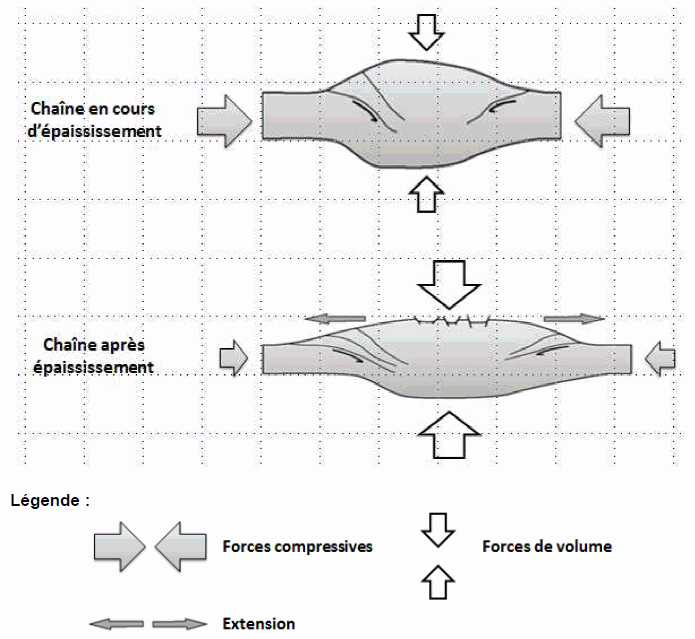 Chaîne en cours
d'épaississement
Chaîne après
épaississement
Légende :
Forces compressives
Forces de volume
Extension